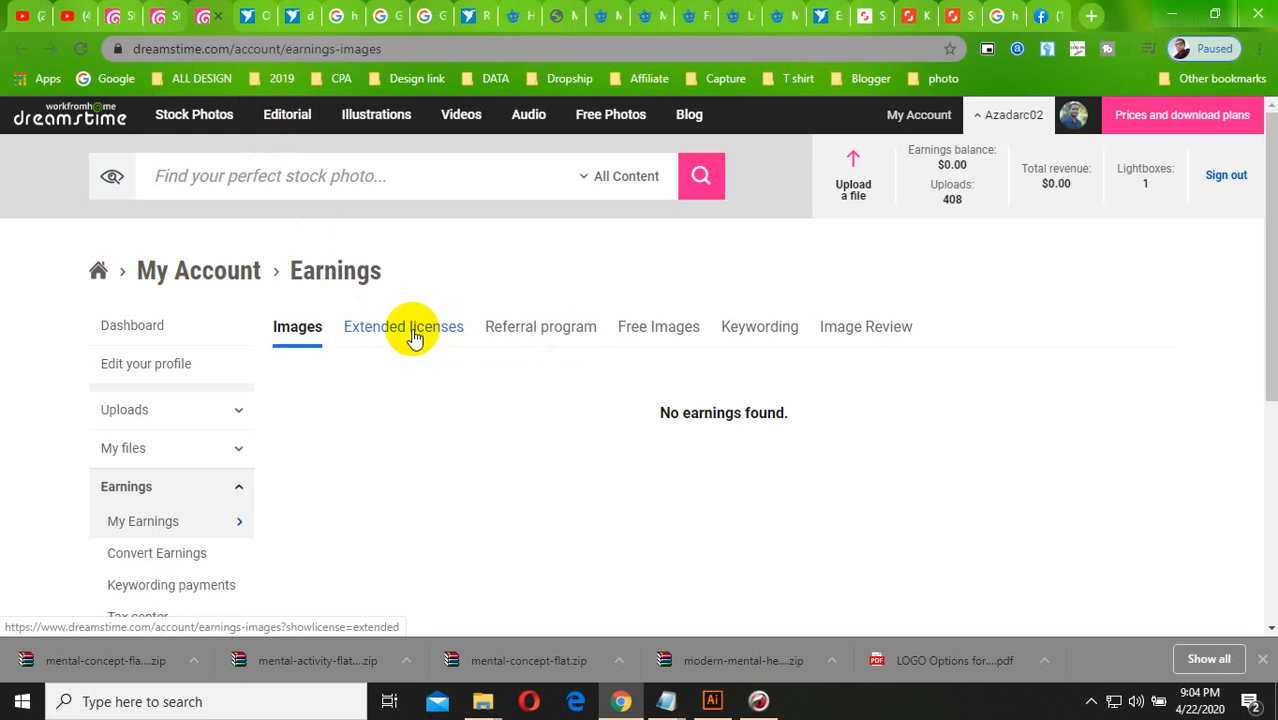 dreamstime.com/account/earnings-images
Paused
Apps
Google
ALL DESIGN
2019
CPA
Design link
DATA
Dropship
Affiliate
Capture
T shirt
Blogger
photo
Other bookmarks
workfromh@me
dreamstime
Stock Photos
Editorial
Illustrations
Videos
Audio
Free Photos
Blog
My Account
Azadarc02
Prices and download plans
Find your perfect stock photo...
All Content
Upload
a file
Earnings balance:
$0.00
Uploads:
408
Total revenue:
$0.00
Lightboxes:
1
Sign out
My Account › Earnings
Images
Extended licenses
Referral program
Free Images
Keywording
Image Review
No earnings found.
Dashboard
Edit your profile
Uploads
My files
Earnings
My Earnings
Convert Earnings
Keywording payments
Tax center
https://www.dreamstime.com/account/earnings-images?showlicense=extended
mental-concept-fla....zip
mental-activity-flat....zip
mental-concept-flat.zip
modern-mental-he....zip
LOGO Options for....pdf
Show all
Type here to search
9:04 PM
4/22/2020
2